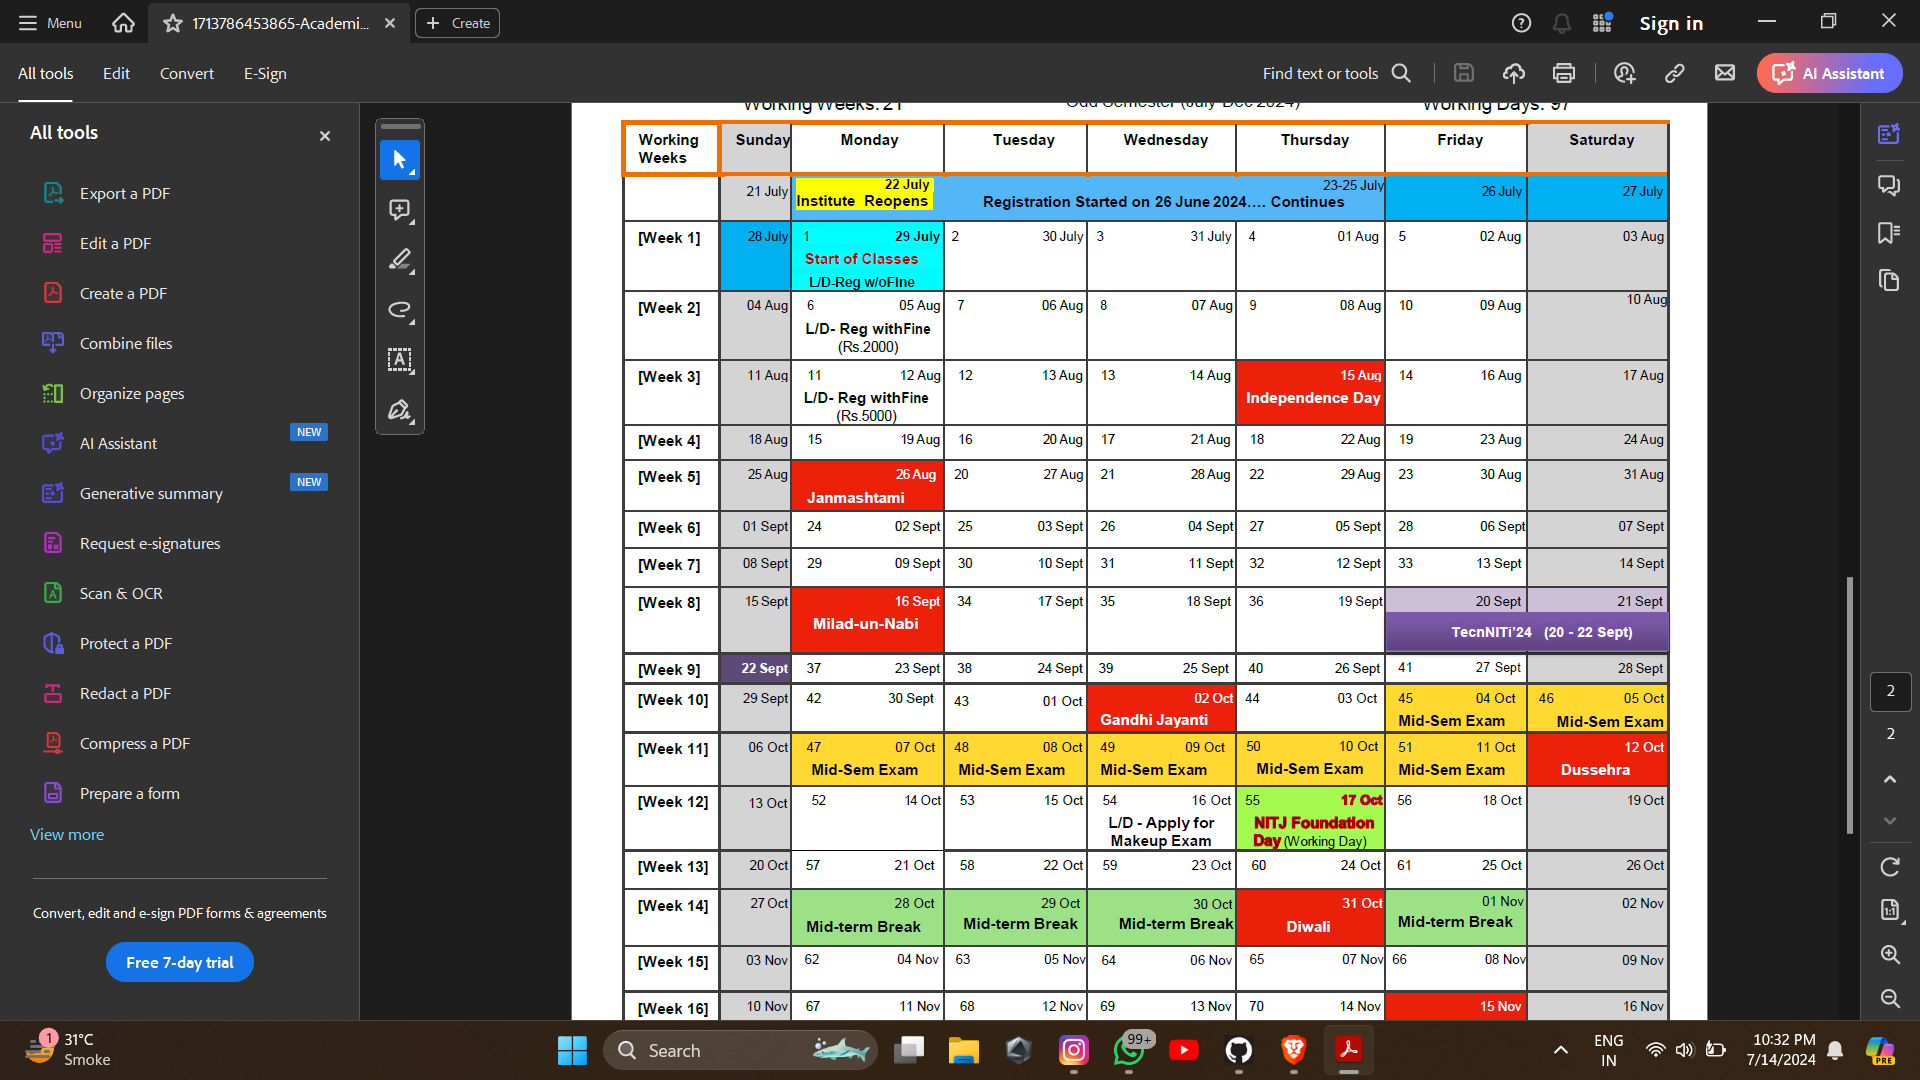 Menu
1713786453865-Academi...
Create
Sign in
All tools
Edit
Convert
E-Sign
Find text or tools
AI Assistant
All tools
Export a PDF
Edit a PDF
Create a PDF
Combine files
Organize pages
AI Assistant NEW
Generative summary NEW
Request e-signatures
Scan & OCR
Protect a PDF
Redact a PDF
Compress a PDF
Prepare a form
View more
Convert, edit and e-sign PDF forms & agreements
Free 7-day trial
Working Weeks: 21 Odd Semester (July-Dec 2024) Working Days: 97
Working Weeks Sunday Monday Tuesday Wednesday Thursday Friday Saturday
21 July 22 July 23-25 July 26 July 27 July
Institute Reopens Registration Started on 26 June 2024.... Continues
[Week 1] 28 July 1 29 July 2 30 July 3 31 July 4 01 Aug 5 02 Aug 03 Aug
Start of Classes
L/D-Reg w/oFIne
[Week 2] 04 Aug 6 05 Aug 7 06 Aug 8 07 Aug 9 08 Aug 10 09 Aug 10 Aug
L/D- Reg withFine
(Rs.2000)
[Week 3] 11 Aug 11 12 Aug 12 13 Aug 13 14 Aug 15 Aug 14 16 Aug 17 Aug
L/D- Reg withFine Independence Day
(Rs.5000)
[Week 4] 18 Aug 15 19 Aug 16 20 Aug 17 21 Aug 18 22 Aug 19 23 Aug 24 Aug
[Week 5] 25 Aug 26 Aug 20 27 Aug 21 28 Aug 22 29 Aug 23 30 Aug 31 Aug
Janmashtami
[Week 6] 01 Sept 24 02 Sept 25 03 Sept 26 04 Sept 27 05 Sept 28 06 Sept 07 Sept
[Week 7] 08 Sept 29 09 Sept 30 10 Sept 31 11 Sept 32 12 Sept 33 13 Sept 14 Sept
[Week 8] 15 Sept 16 Sept 34 17 Sept 35 18 Sept 36 19 Sept 20 Sept 21 Sept
Milad-un-Nabi TecnNITi'24 (20 - 22 Sept)
[Week 9] 22 Sept 37 23 Sept 38 24 Sept 39 25 Sept 40 26 Sept 41 27 Sept 28 Sept
[Week 10] 29 Sept 42 30 Sept 43 01 Oct 02 Oct 44 03 Oct 45 04 Oct 46 05 Oct
Gandhi Jayanti Mid-Sem Exam Mid-Sem Exam
[Week 11] 06 Oct 47 07 Oct 48 08 Oct 49 09 Oct 50 10 Oct 51 11 Oct 12 Oct
Mid-Sem Exam Mid-Sem Exam Mid-Sem Exam Mid-Sem Exam Mid-Sem Exam Dussehra
[Week 12] 13 Oct 52 14 Oct 53 15 Oct 54 16 Oct 55 17 Oct 56 18 Oct 19 Oct
L/D - Apply for NITJ Foundation
Makeup Exam Day (Working Day)
[Week 13] 20 Oct 57 21 Oct 58 22 Oct 59 23 Oct 60 24 Oct 61 25 Oct 26 Oct
[Week 14] 27 Oct 28 Oct 29 Oct 30 Oct 31 Oct 01 Nov 02 Nov
Mid-term Break Mid-term Break Mid-term Break Diwali Mid-term Break
[Week 15] 03 Nov 62 04 Nov 63 05 Nov 64 06 Nov 65 07 Nov 66 08 Nov 09 Nov
[Week 16] 10 Nov 67 11 Nov 68 12 Nov 69 13 Nov 70 14 Nov 15 Nov 16 Nov
2
2
1:1
1
31°C
Smoke
Search
99+
ENG
IN
10:32 PM
7/14/2024
PRE